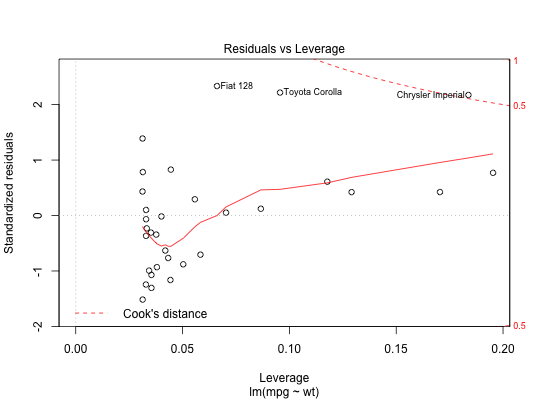 Residuals vs Leverage
Standardized residuals
2
1
0
-1
-2
Fiat 128
Toyota Corolla
Chrysler Imperial
1
0.5
0.5
Cook's distance
0.00 0.05 0.10 0.15 0.20
Leverage
lm(mpg ~ wt)